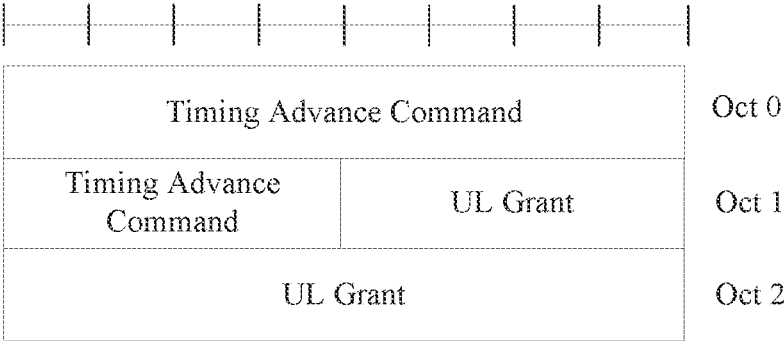 Timing Advance Command Oct 0
Timing Advance
Command
UL Grant Oct 1
UL Grant Oct 2